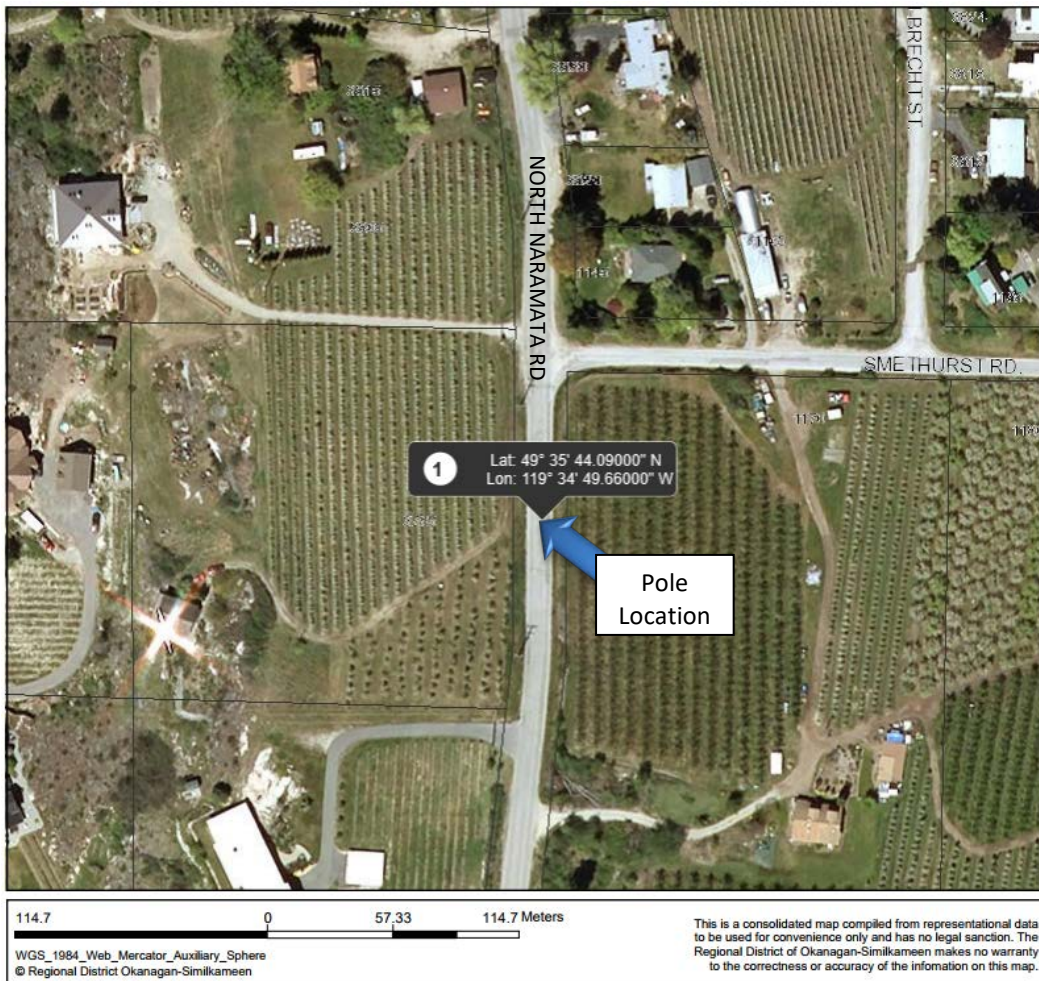 BRECHT ST.
NORTH NARAMATA RD
SMETHURST RD.
1
Lat: 49° 35' 44.09000" N
Lon: 119° 34' 49.66000" W
Pole
Location
114.7
0
57.33
114.7 Meters
WGS_1984_Web_Mercator_Auxiliary_Sphere
© Regional District Okanagan-Similkameen
This is a consolidated map compiled from representational data
to be used for convenience only and has no legal sanction. The
Regional District of Okanagan-Similkameen makes no warranty
to the correctness or accuracy of the infomation on this map.